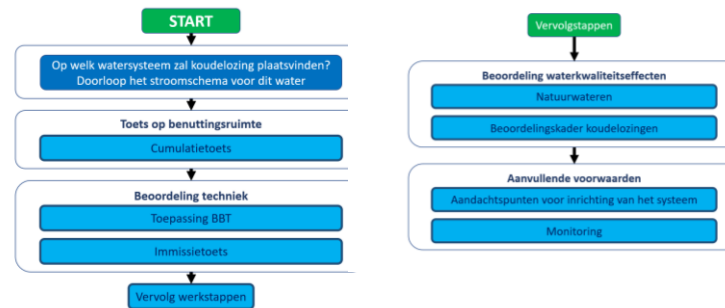 START
Op welk watersysteem zal koudelozing plaatsvinden?
Doorloop het stroomschema voor dit water
Toets op benuttingsruimte
Cumulatietoets
Beoordeling techniek
Toepassing BBT
Immissietoets
Vervolg werkstappen
Vervolgstappen
Beoordeling waterkwaliteitseffecten
Natuurwateren
Beoordelingskader koudelozingen
Aanvullende voorwaarden
Aandachtspunten voor inrichting van het systeem
Monitoring